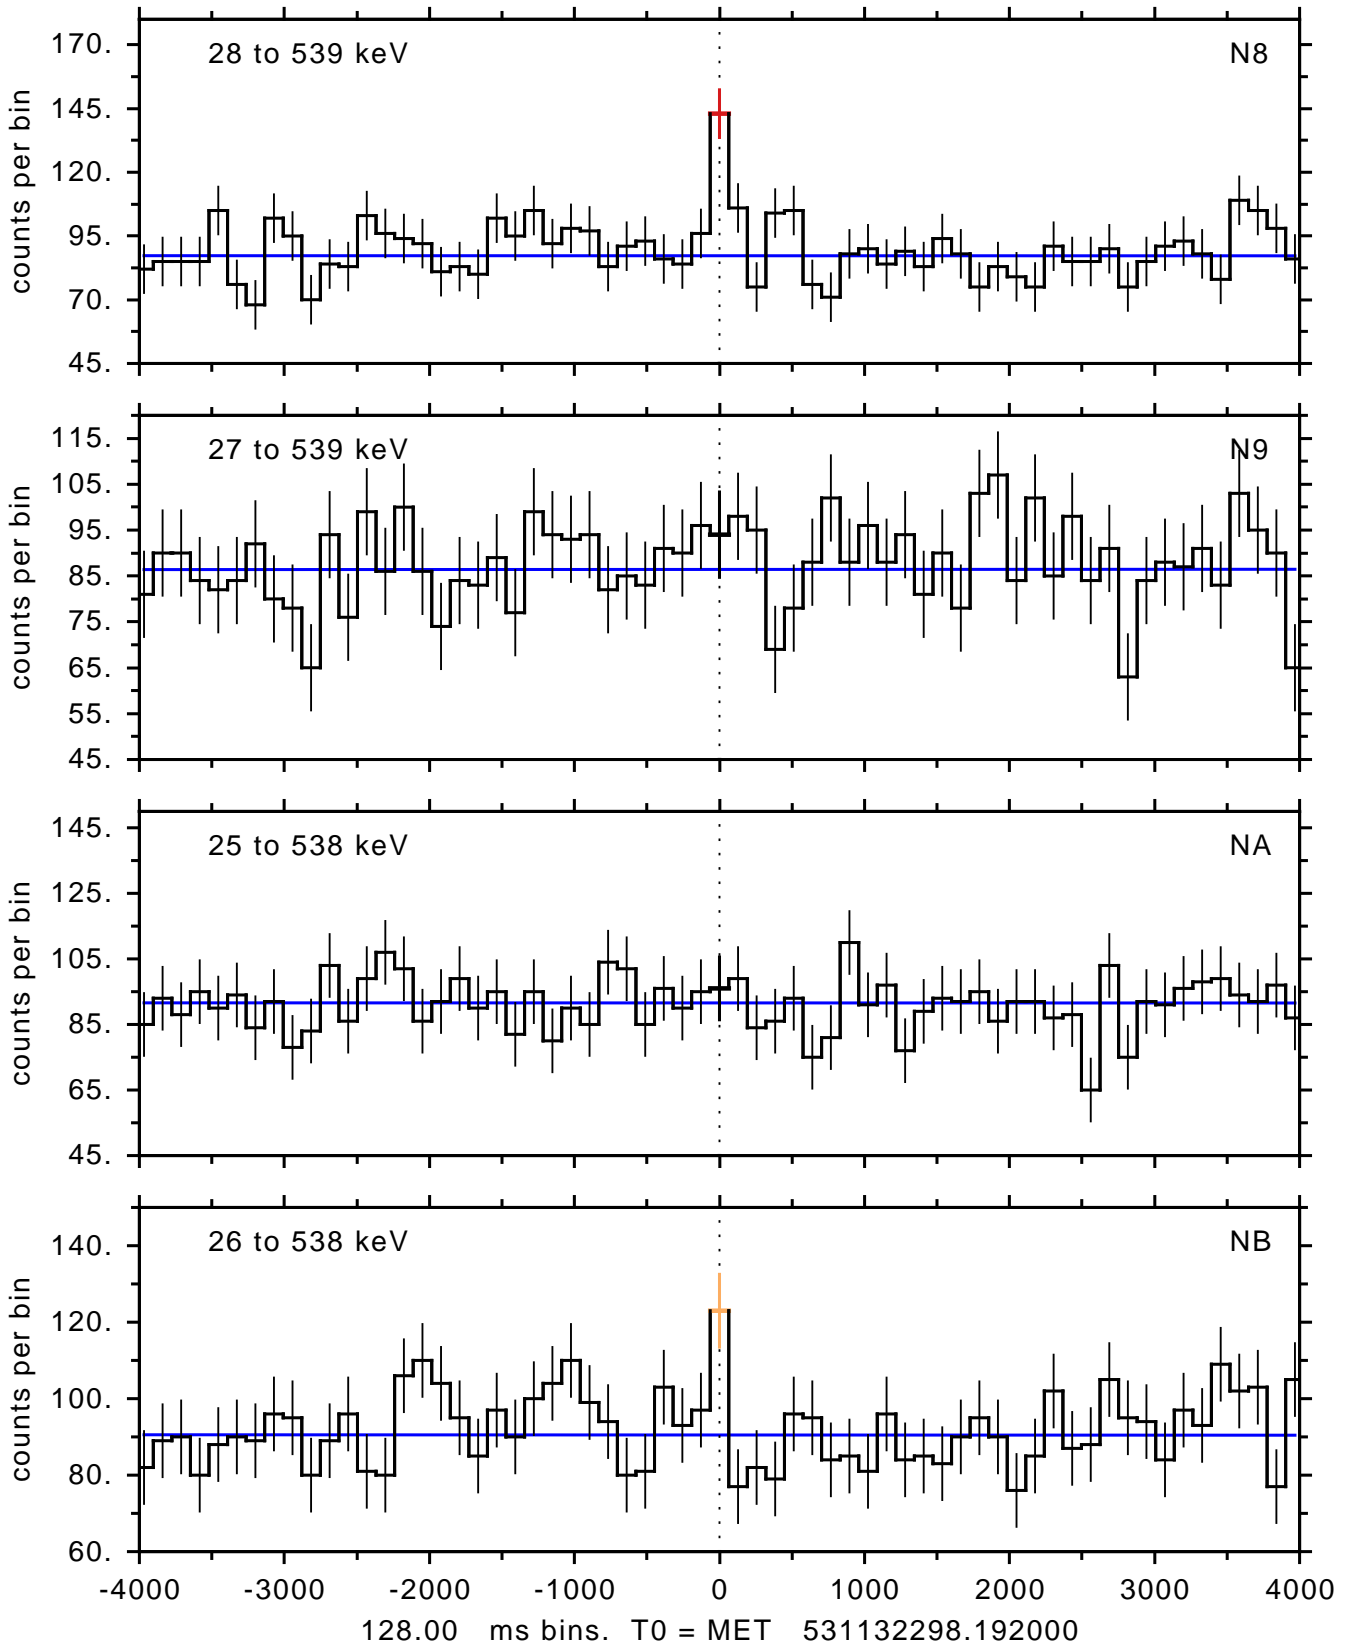 28 to 539 keV N8
counts per bin
170.
145.
120.
95.
70.
45.
27 to 539 keV N9
counts per bin
115.
105.
95.
85.
75.
65.
55.
45.
25 to 538 keV NA
counts per bin
145.
125.
105.
85.
65.
45.
26 to 538 keV NB
counts per bin
140.
120.
100.
80.
60.
-4000 -3000 -2000 -1000 0 1000 2000 3000 4000
128.00 ms bins. T0 = MET 531132298.192000